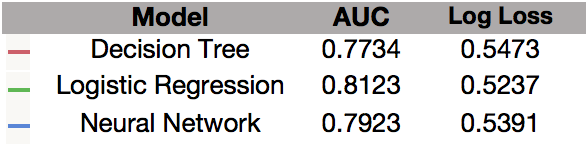 Model AUC Log Loss
Decision Tree 0.7734 0.5473
Logistic Regression 0.8123 0.5237
Neural Network 0.7923 0.5391